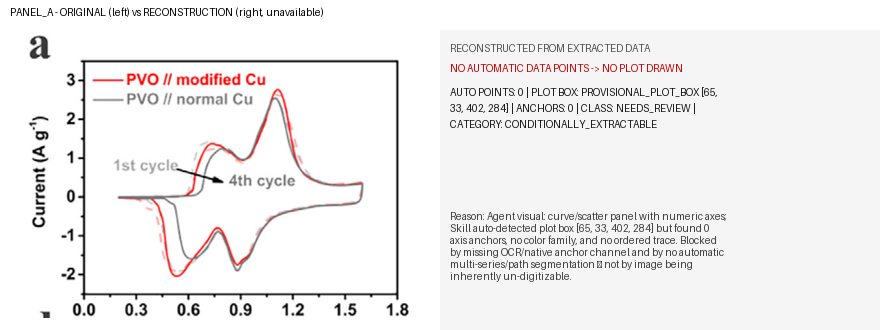 PANEL_A - ORIGINAL (left) vs RECONSTRUCTION (right, unavailable)
a
PVO // modified Cu
PVO // normal Cu
1st cycle
4th cycle
Current (A g⁻¹)
3
2
1
0
-1
-2
0.0 0.3 0.6 0.9 1.2 1.5 1.8
RECONSTRUCTED FROM EXTRACTED DATA
NO AUTOMATIC DATA POINTS -> NO PLOT DRAWN
AUTO POINTS: 0 | PLOT BOX: PROVISIONAL_PLOT_BOX [65,
33, 402, 284] | ANCHORS: 0 | CLASS: NEEDS_REVIEW |
CATEGORY: CONDITIONALLY_EXTRACTABLE
Reason: Agent visual: curve/scatter panel with numeric axes;
Skill auto-detected plot box [65, 33, 402, 284] but found 0
axis anchors, no color family, and no ordered trace. Blocked
by missing OCR/native anchor channel and by no automatic
multi-series/path segmentation not by image being
inherently un-digitizable.